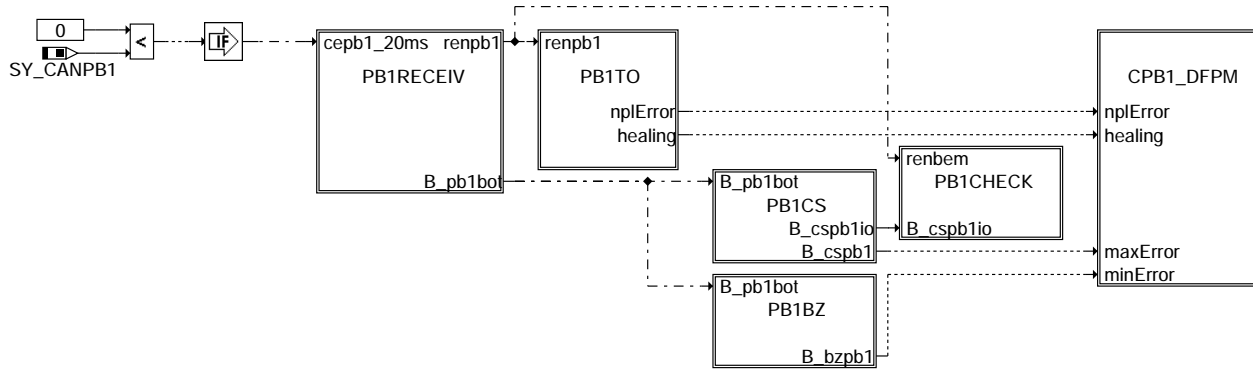 0
<
IF
SY_CANPB1
cepb1_20ms renpb1
PB1RECEIV
B_pb1bot
renpb1
PB1TO
nplError
healing
B_pb1bot
PB1CS
B_cspb1io
B_cspb1
B_pb1bot
PB1BZ
B_bzpb1
renbem
PB1CHECK
B_cspb1io
CPB1_DFPM
nplError
healing
maxError
minError